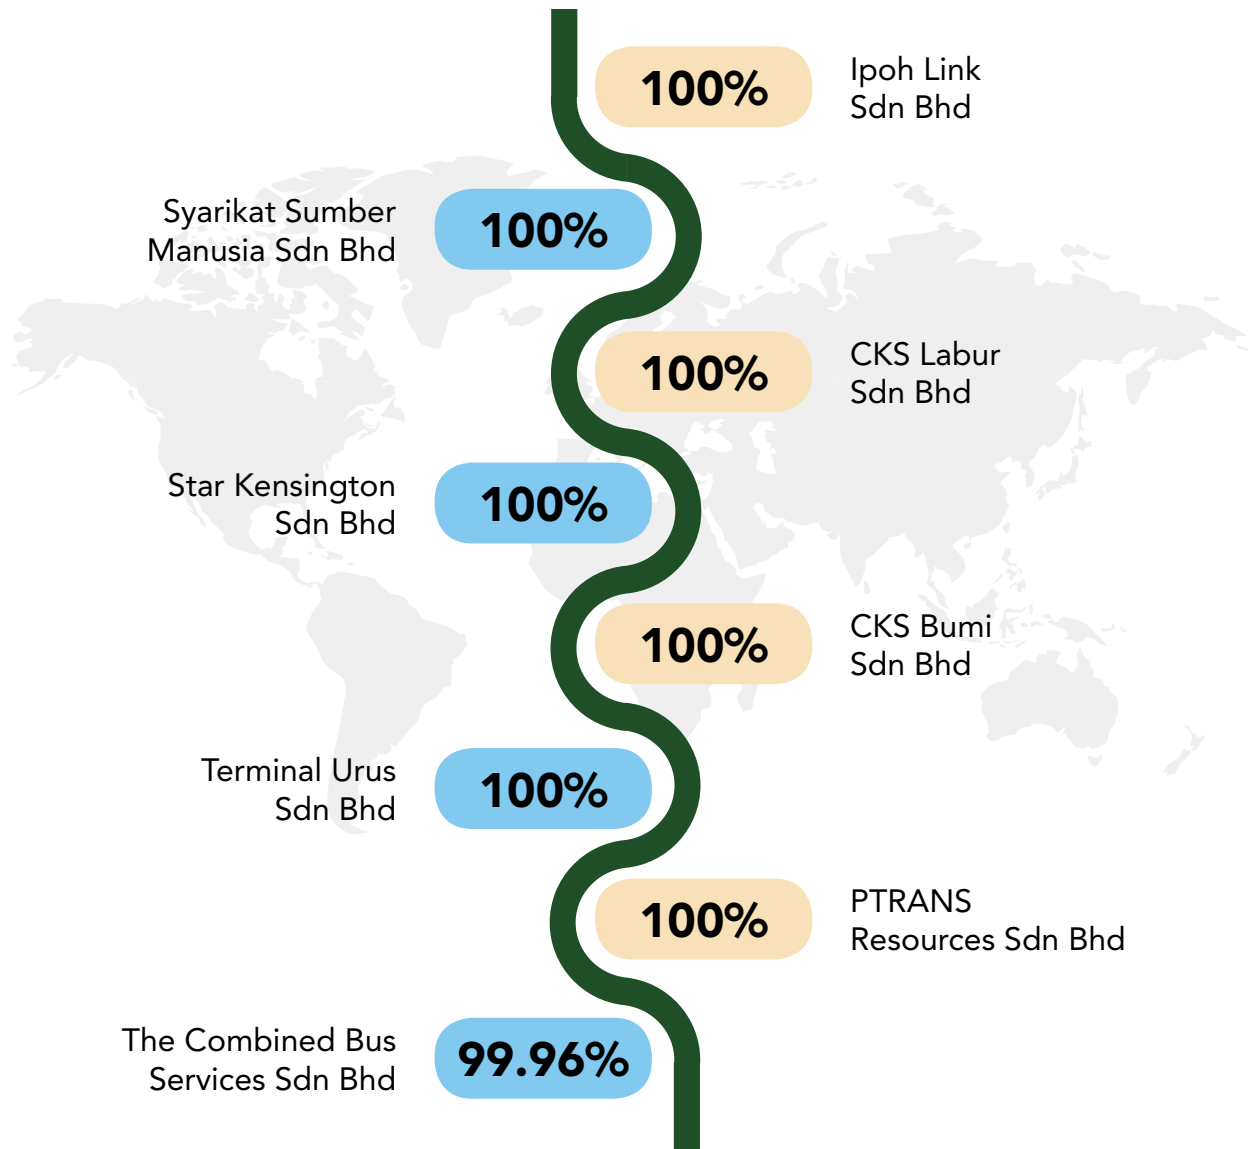 100%
Ipoh Link
Sdn Bhd
Syarikat Sumber
Manusia Sdn Bhd
100%
100%
CKS Labur
Sdn Bhd
Star Kensington
Sdn Bhd
100%
100%
CKS Bumi
Sdn Bhd
Terminal Urus
Sdn Bhd
100%
100%
PTRANS
Resources Sdn Bhd
The Combined Bus
Services Sdn Bhd
99.96%